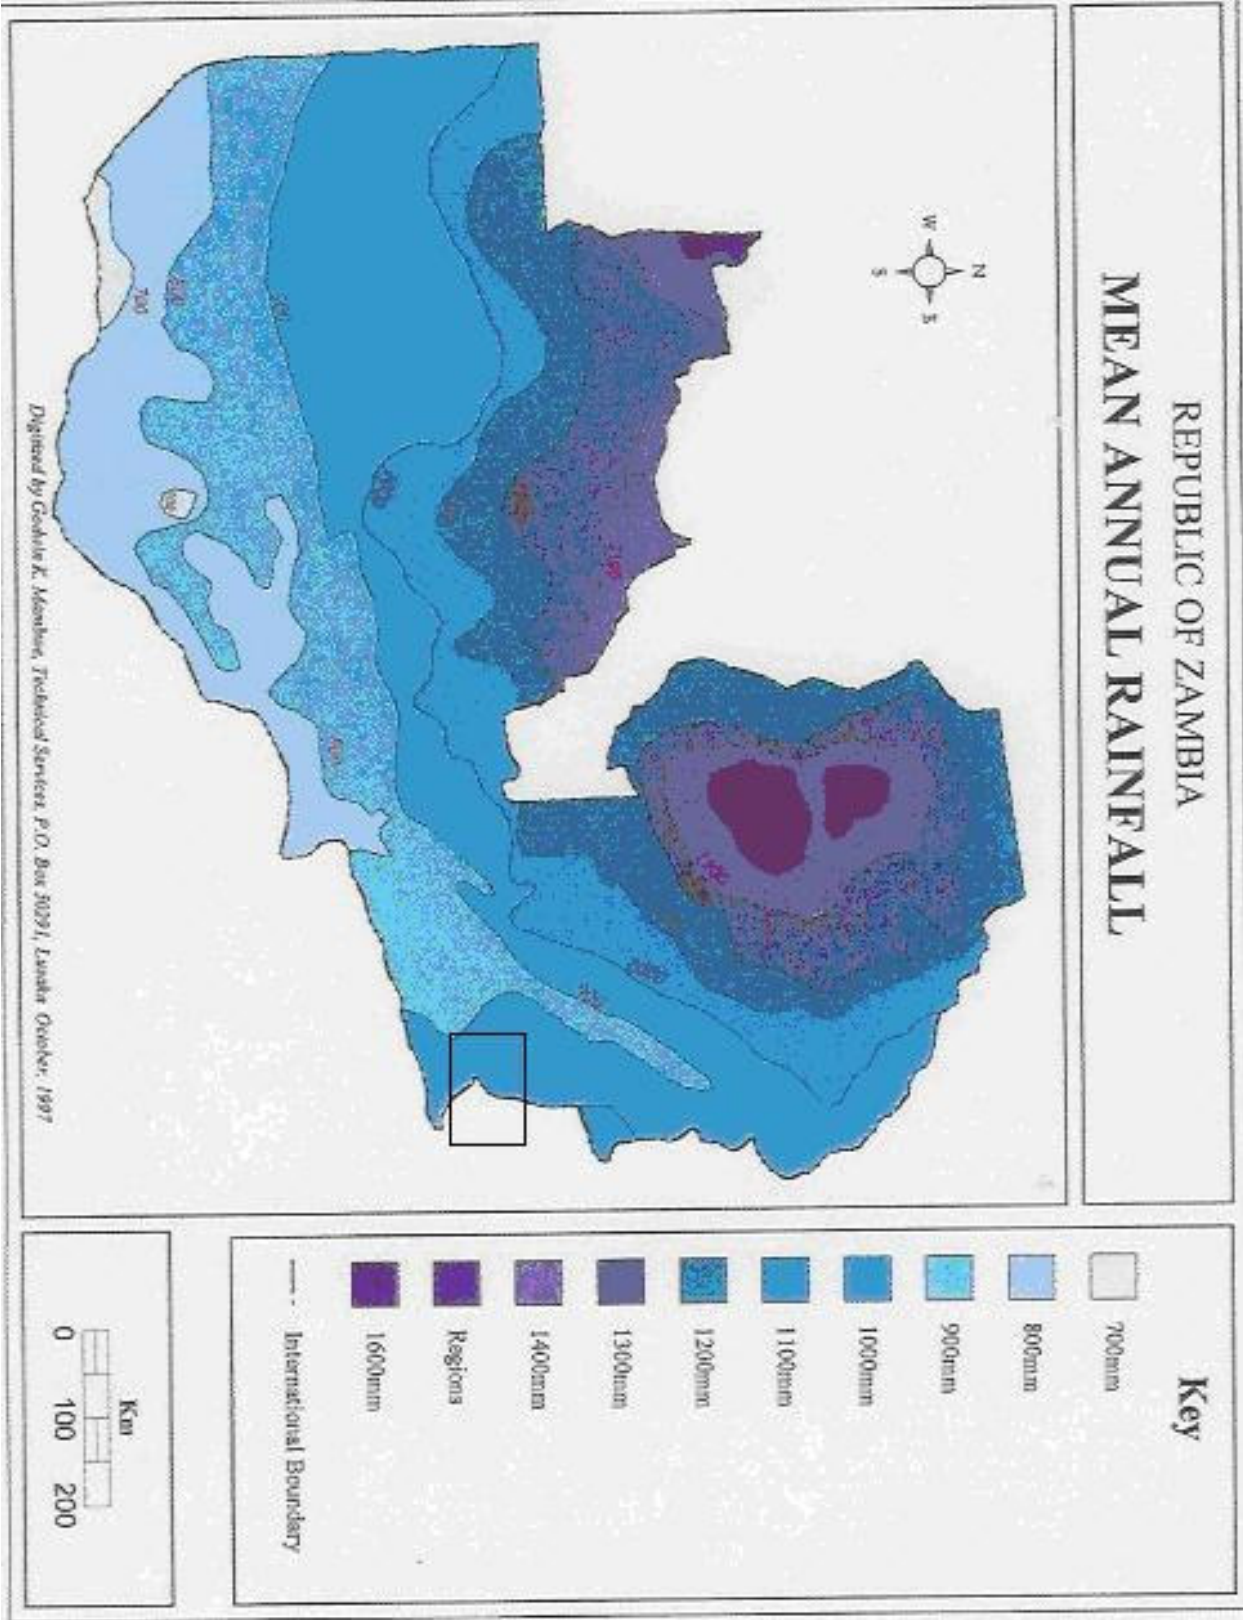 REPUBLIC OF ZAMBIA
MEAN ANNUAL RAINFALL
N
W
S
700
Digitized by Godwin K. Technical Services, P.O. Box 50291, Lusaka October, 1997
Key
700mm
800mm
900mm
1000mm
1100mm
1200mm
1300mm
1400mm
Regions
1600mm
International Boundary
Km
0 100 200